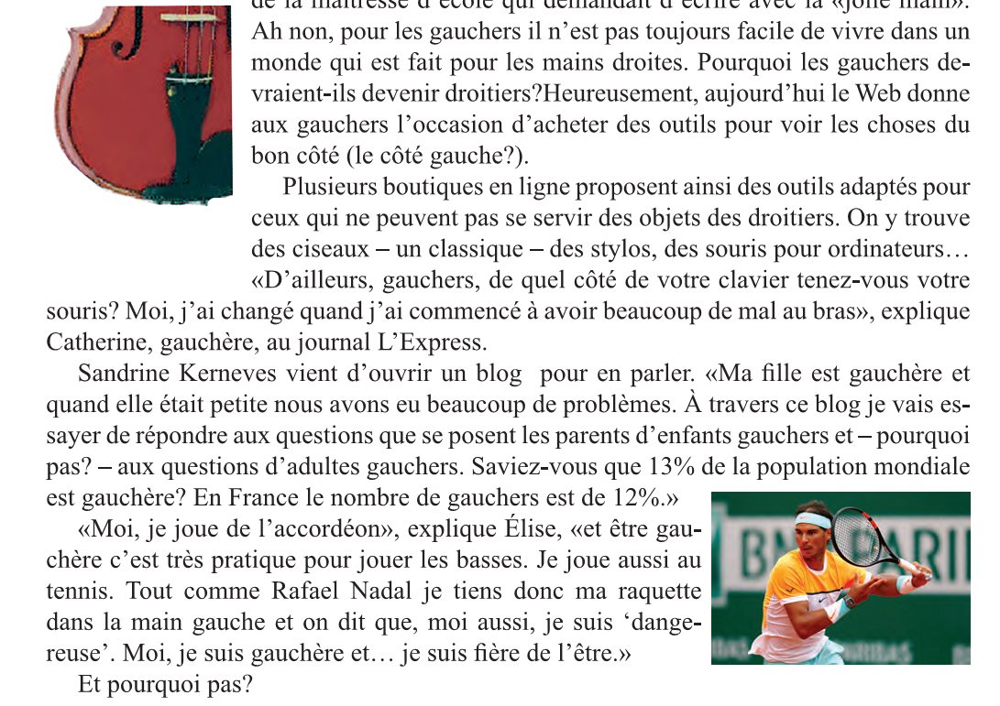 de la maîtresse d'école qui demandait d'écrire avec la «jolie main».
Ah non, pour les gauchers il n'est pas toujours facile de vivre dans un
monde qui est fait pour les mains droites. Pourquoi les gauchers de-
vraient-ils devenir droitiers?Heureusement, aujourd'hui le Web donne
aux gauchers l'occasion d'acheter des outils pour voir les choses du
bon côté (le côté gauche?).
Plusieurs boutiques en ligne proposent ainsi des outils adaptés pour
ceux qui ne peuvent pas se servir des objets des droitiers. On y trouve
des ciseaux – un classique – des stylos, des souris pour ordinateurs…
«D'ailleurs, gauchers, de quel côté de votre clavier tenez-vous votre
souris? Moi, j'ai changé quand j'ai commencé à avoir beaucoup de mal au bras», explique
Catherine, gauchère, au journal L'Express.
Sandrine Kerneves vient d'ouvrir un blog pour en parler. «Ma fille est gauchère et
quand elle était petite nous avons eu beaucoup de problèmes. À travers ce blog je vais es-
sayer de répondre aux questions que se posent les parents d'enfants gauchers et – pourquoi
pas? – aux questions d'adultes gauchers. Saviez-vous que 13% de la population mondiale
est gauchère? En France le nombre de gauchers est de 12%.»
«Moi, je joue de l'accordéon», explique Élise, «et être gau-
chère c'est très pratique pour jouer les basses. Je joue aussi au
tennis. Tout comme Rafael Nadal je tiens donc ma raquette
dans la main gauche et on dit que, moi aussi, je suis 'dange-
reuse'. Moi, je suis gauchère et… je suis fière de l'être.»
Et pourquoi pas?